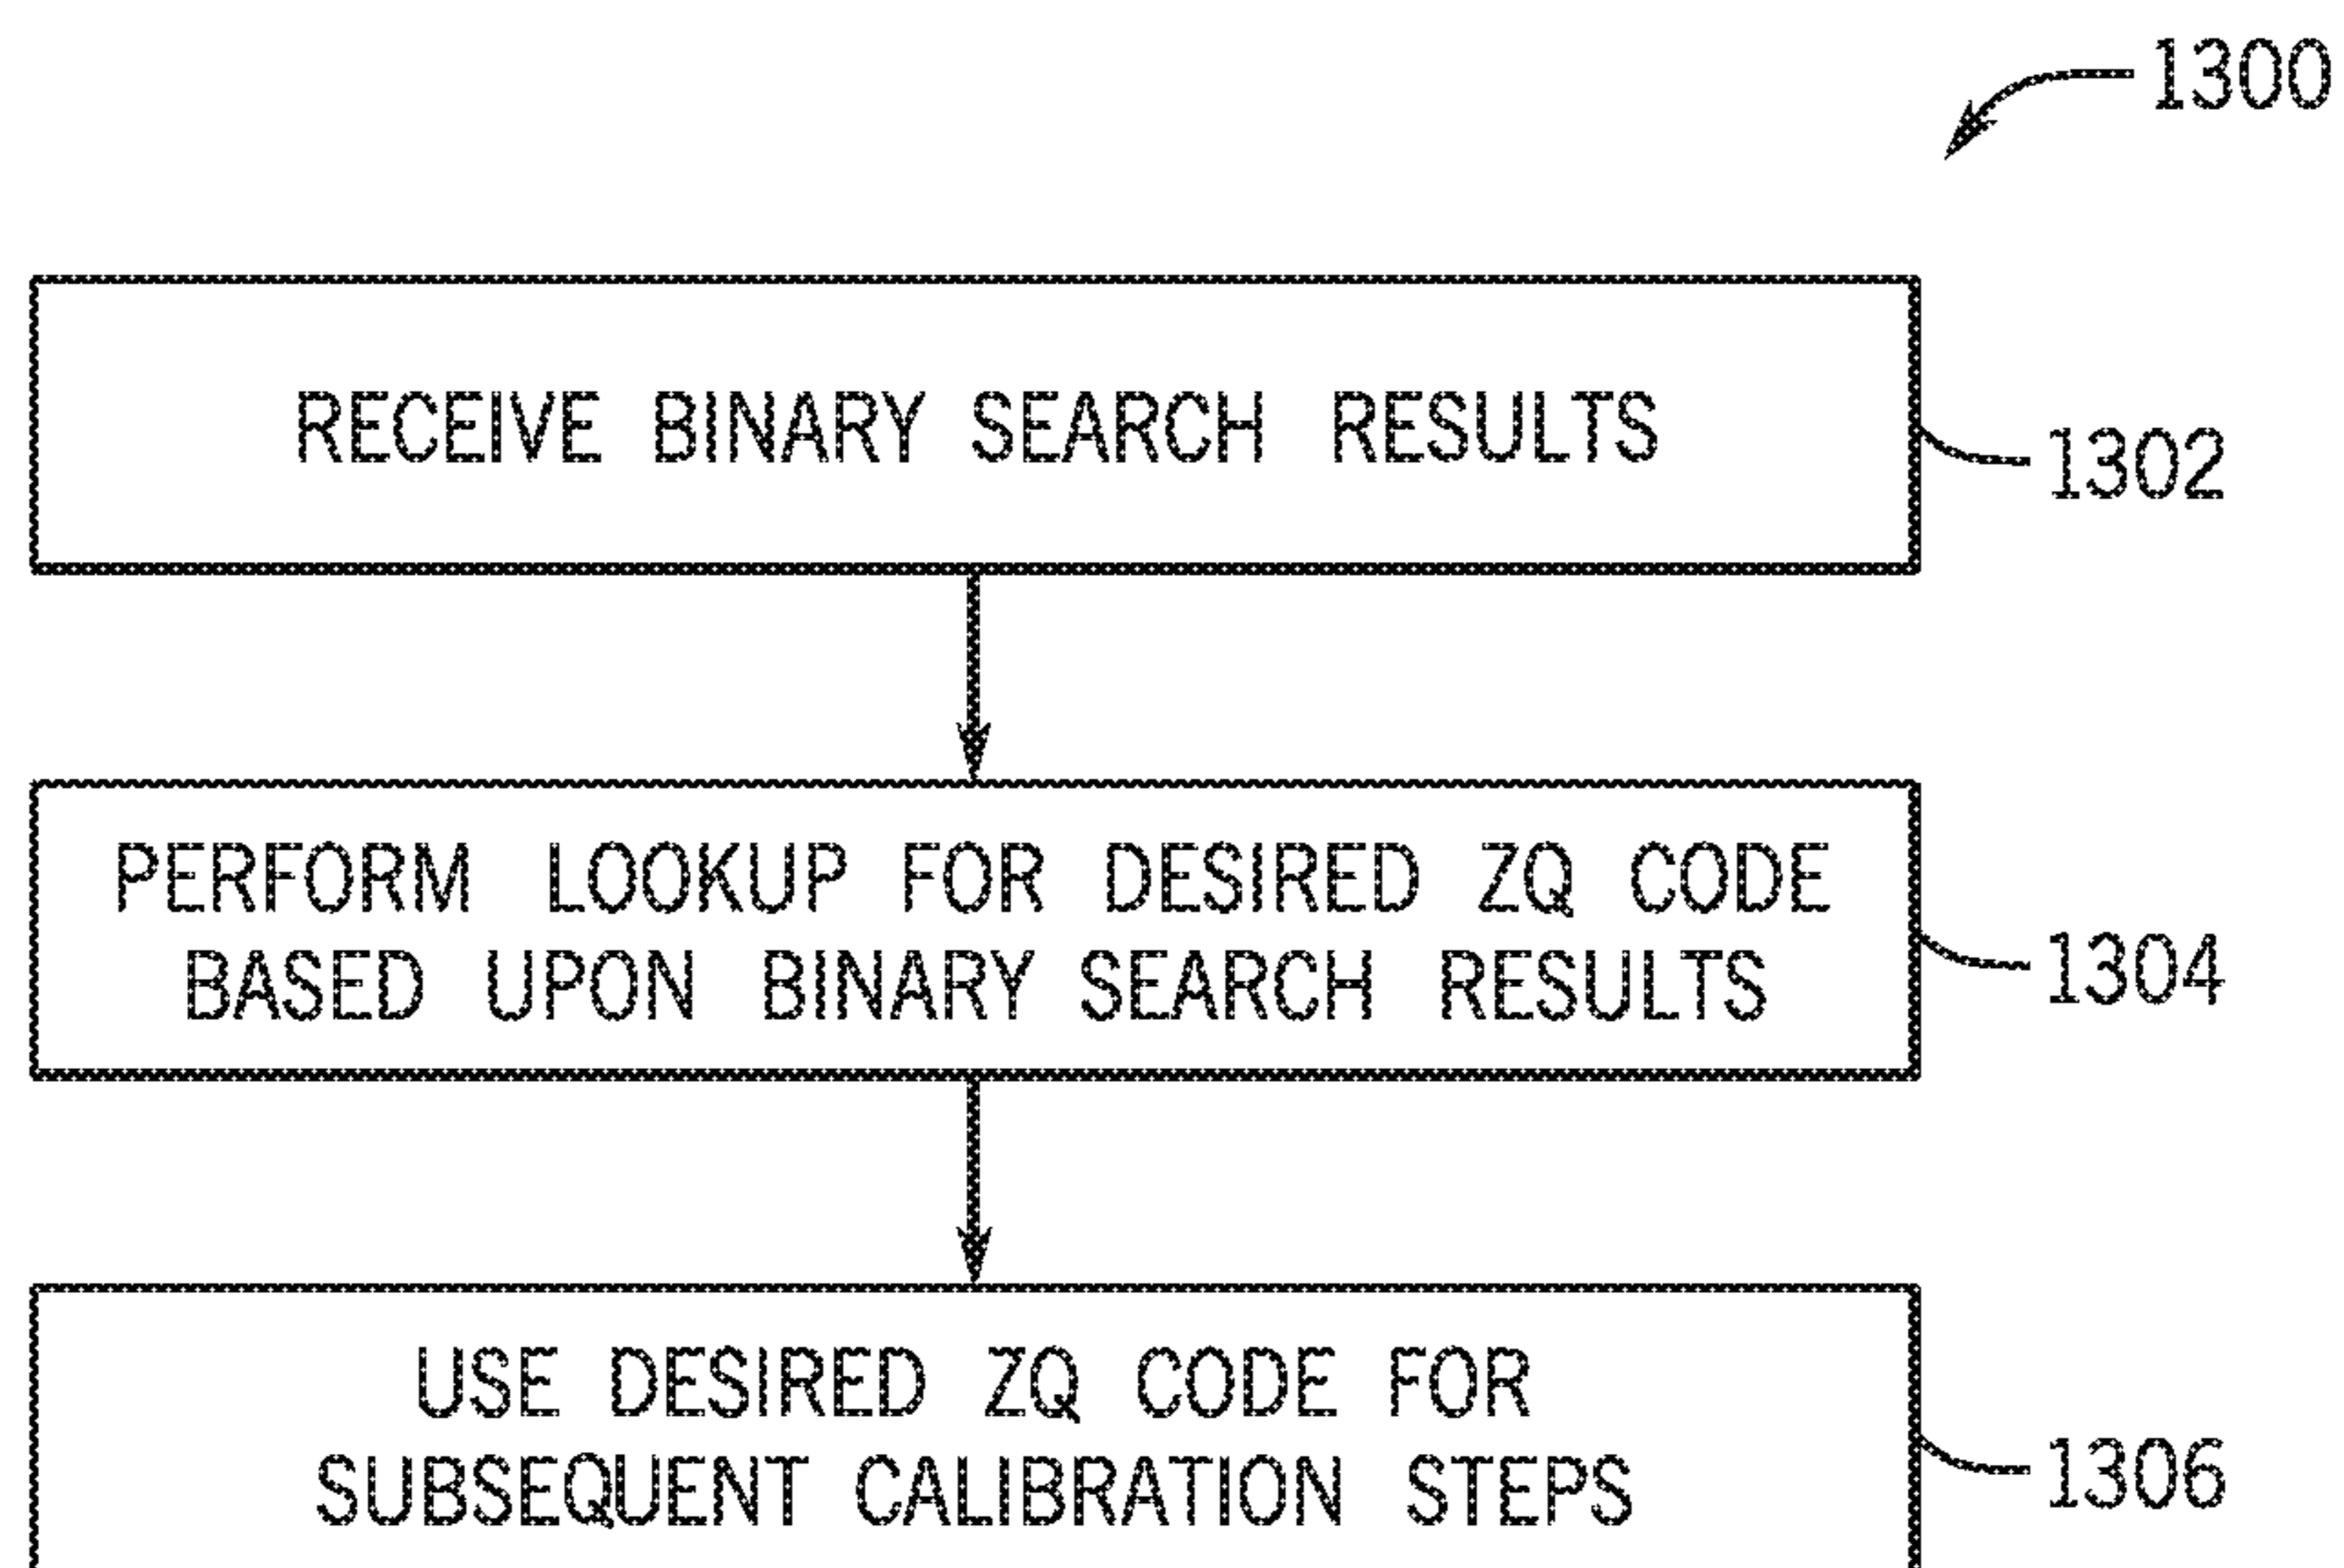 1300
RECEIVE BINARY SEARCH RESULTS
1302
PERFORM LOOKUP FOR DESIRED ZQ CODE
BASED UPON BINARY SEARCH RESULTS
1304
USE DESIRED ZQ CODE FOR
SUBSEQUENT CALIBRATION STEPS
1306